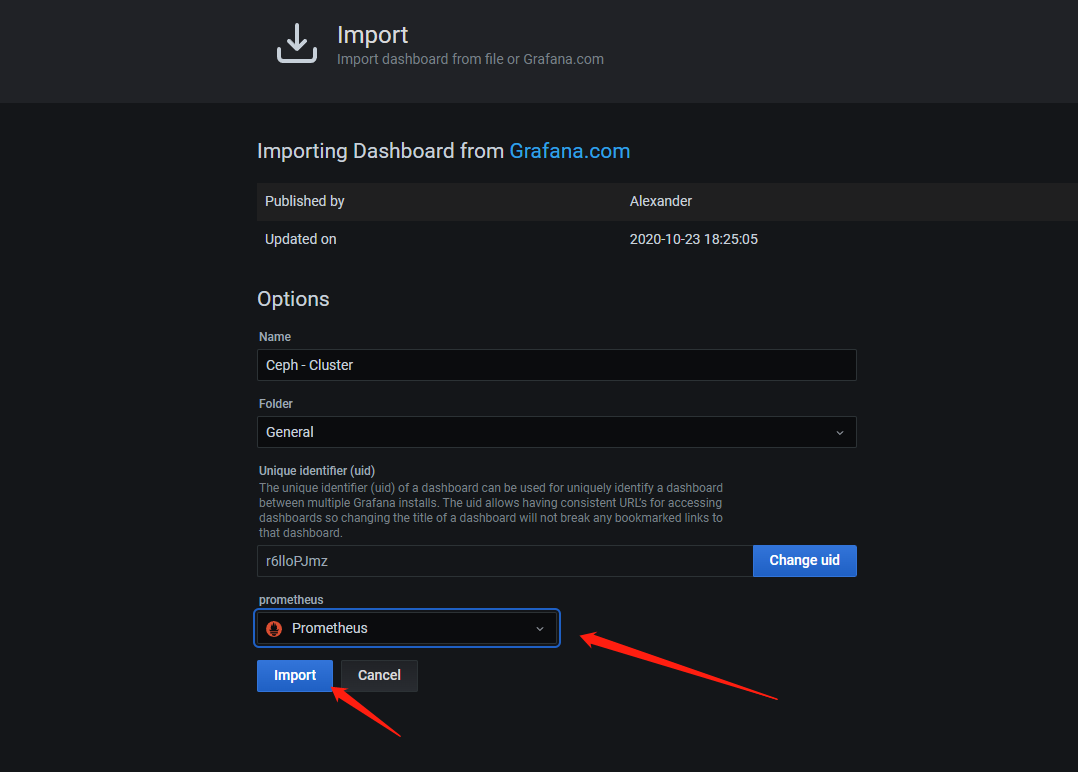 Import
Import dashboard from file or Grafana.com
Importing Dashboard from Grafana.com
Published by Alexander
Updated on 2020-10-23 18:25:05
Options
Name
Ceph - Cluster
Folder
General
Unique identifier (uid)
The unique identifier (uid) of a dashboard can be used for uniquely identify a dashboard
between multiple Grafana installs. The uid allows having consistent URL's for accessing
dashboards so changing the title of a dashboard will not break any bookmarked links to
that dashboard.
r6lloPJmz Change uid
prometheus
Prometheus
Import Cancel